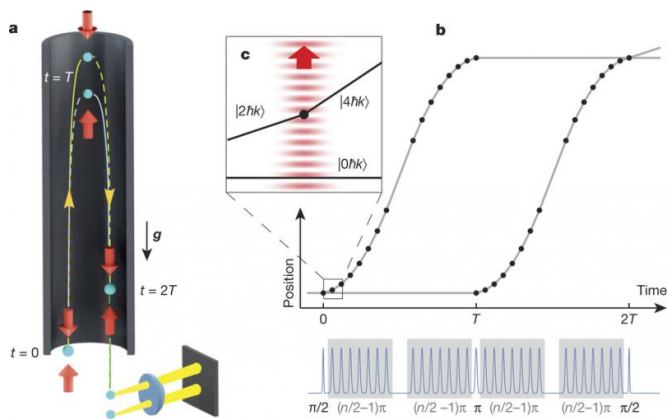 a
t = T
g
t = 2T
t = 0
c
|2ħk⟩
|4ħk⟩
|0ħk⟩
b
Position
Time
0
T
2T
π/2
(n/2–1)π
(n/2 –1)π
π
(n/2–1)π
(n/2–1)π
π/2